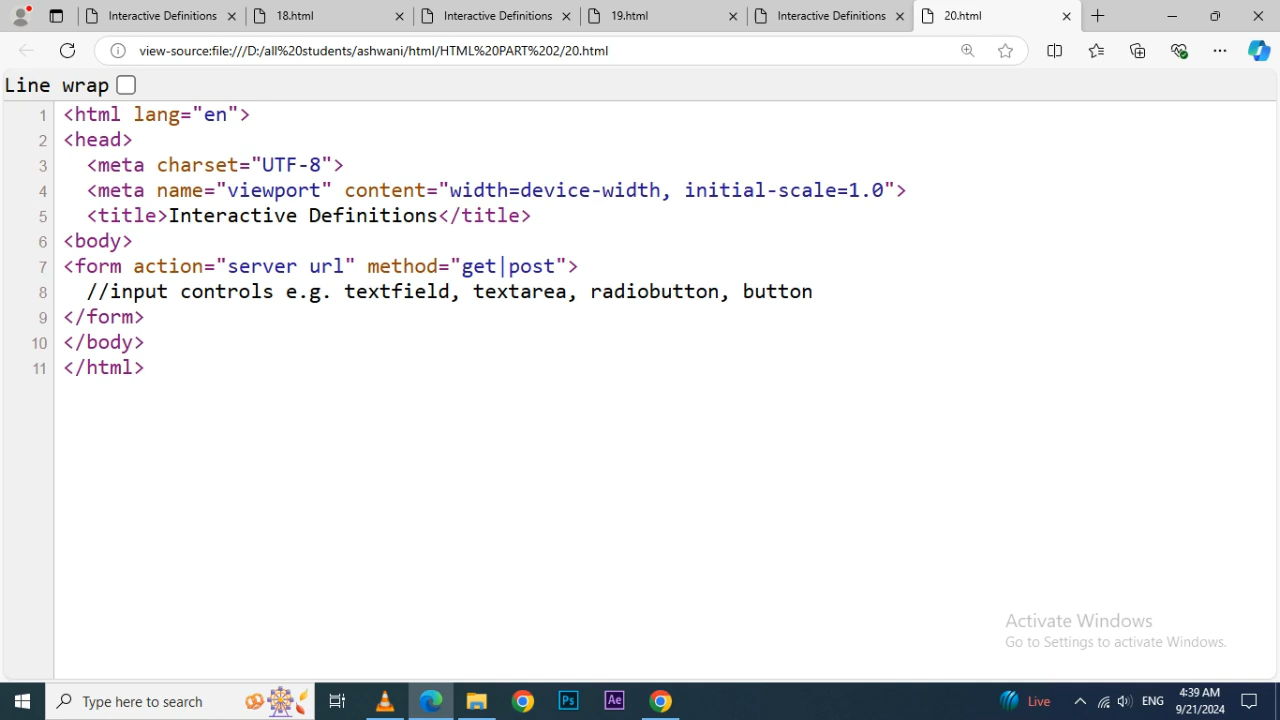 Interactive Definitions
18.html
Interactive Definitions
19.html
Interactive Definitions
20.html
view-source:file:///D:/all%20students/ashwani/html/HTML%20PART%202/20.html
Line wrap
1 <html lang="en">
2 <head>
3 <meta charset="UTF-8">
4 <meta name="viewport" content="width=device-width, initial-scale=1.0">
5 <title>Interactive Definitions</title>
6 <body>
7 <form action="server url" method="get|post">
8 //input controls e.g. textfield, textarea, radiobutton, button
9 </form>
10 </body>
11 </html>
Activate Windows
Go to Settings to activate Windows.
Type here to search
Ps
Ae
Live
ENG
4:39 AM
9/21/2024